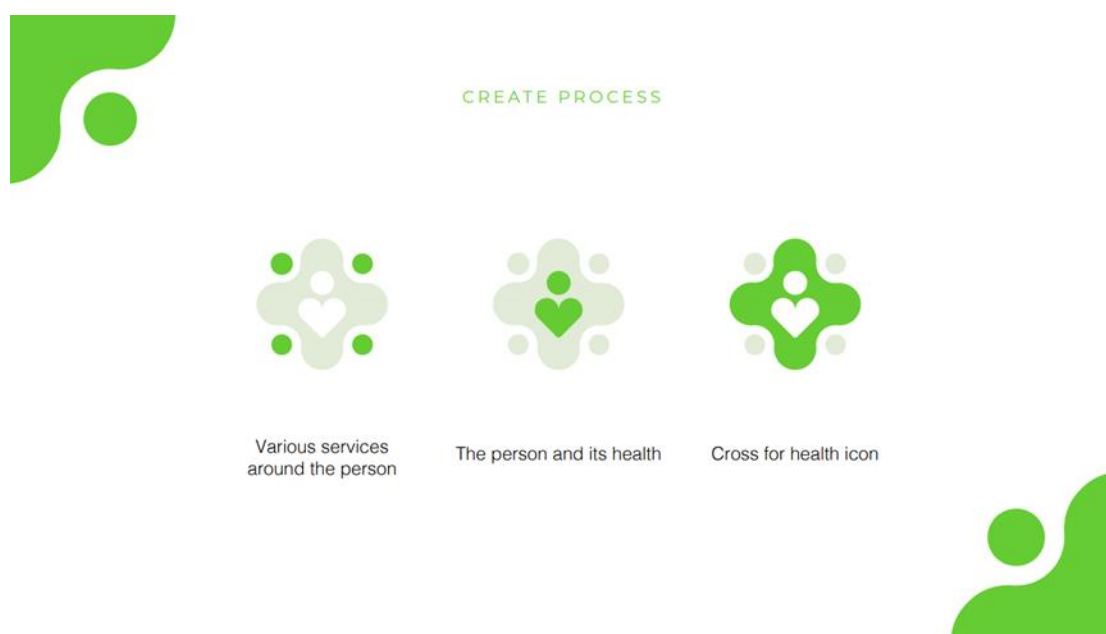 CREATE PROCESS
Various services
around the person
The person and its health
Cross for health icon